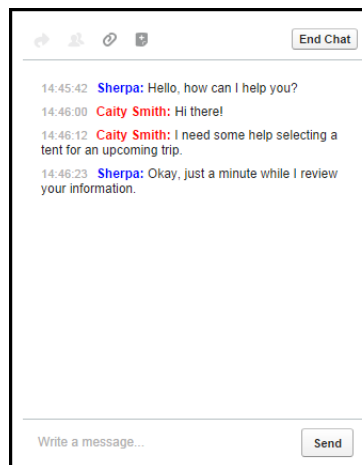 End Chat
14:45:42 Sherpa: Hello, how can I help you?
14:46:00 Caity Smith: Hi there!
14:46:12 Caity Smith: I need some help selecting a
tent for an upcoming trip.
14:46:23 Sherpa: Okay, just a minute while I review
your information.
Write a message...
Send